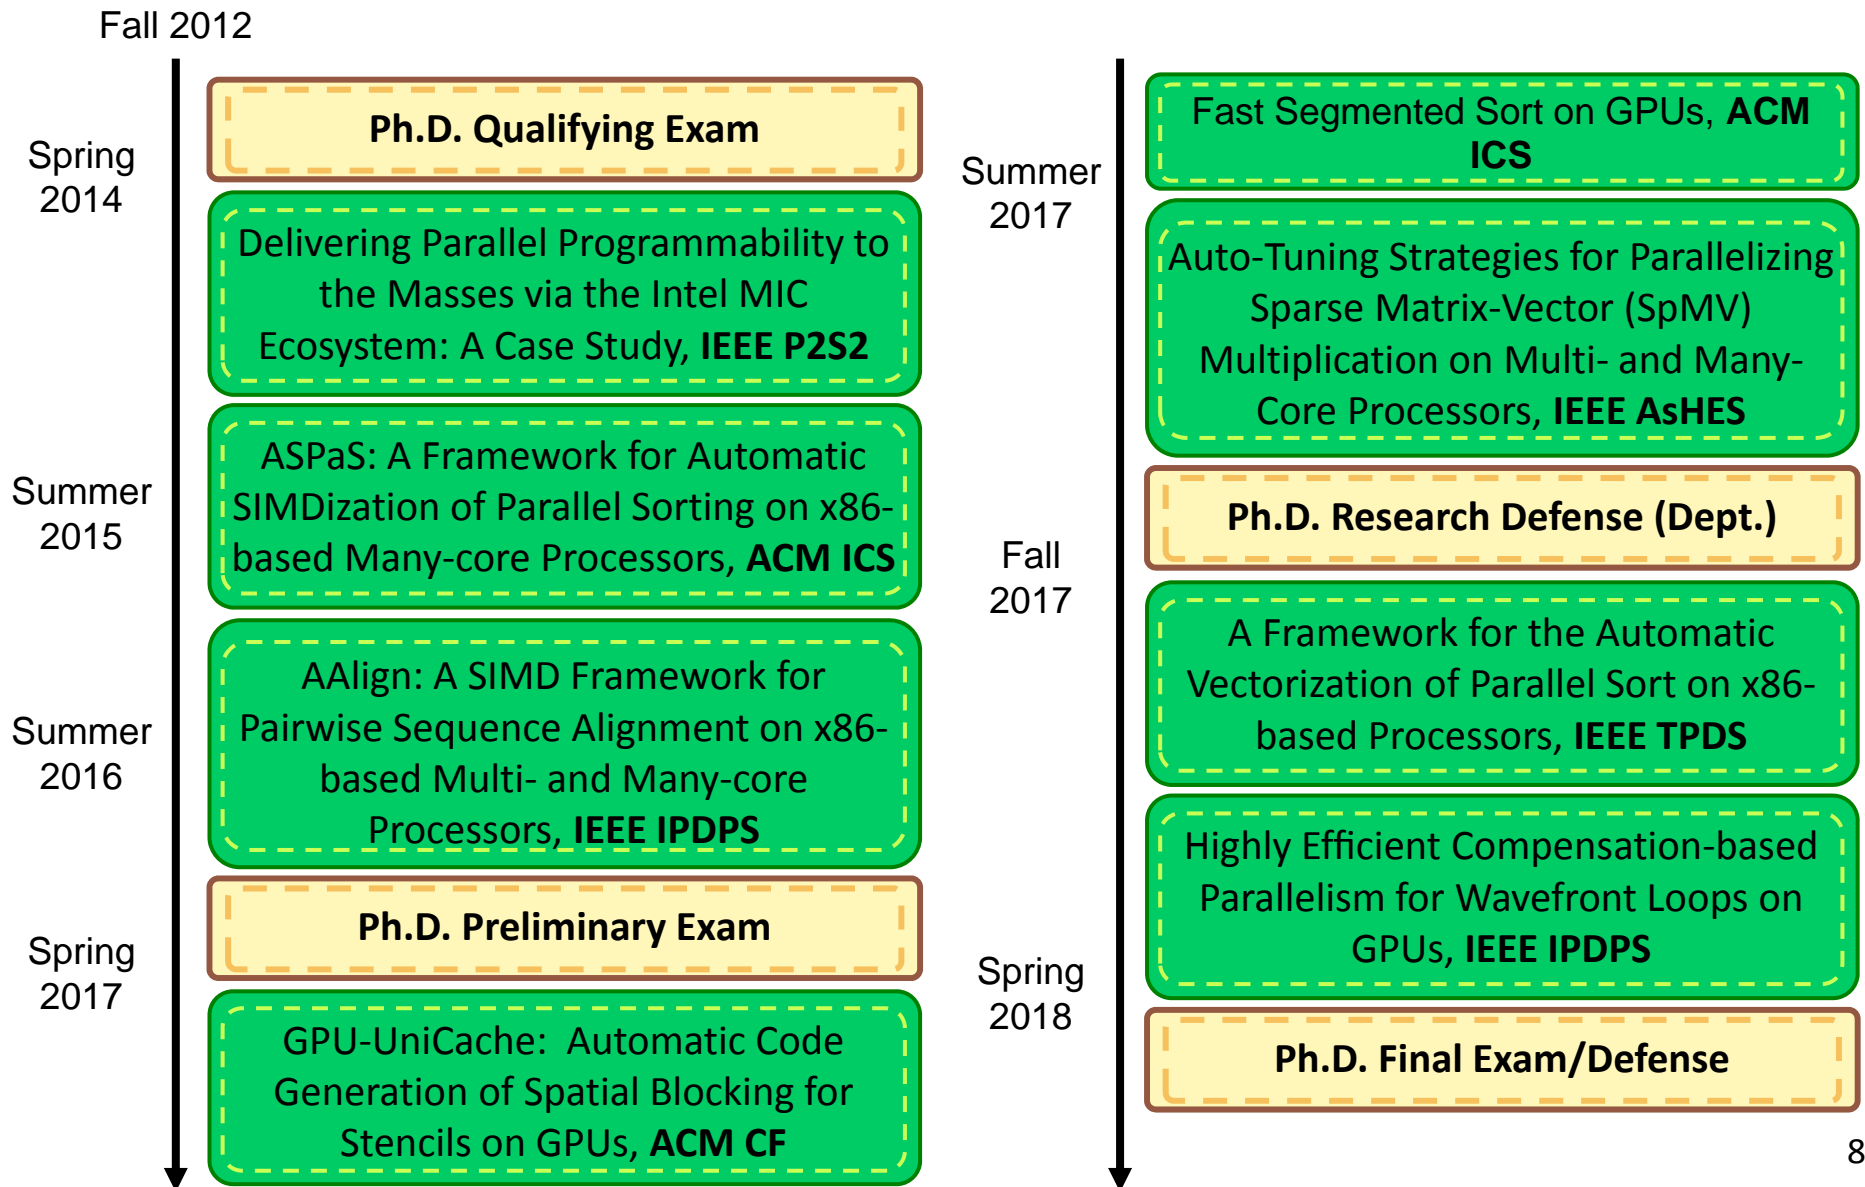 Fall 2012
Spring
2014
Ph.D. Qualifying Exam
Delivering Parallel Programmability to
the Masses via the Intel MIC
Ecosystem: A Case Study, IEEE P2S2
Summer
2015
ASPaS: A Framework for Automatic
SIMDization of Parallel Sorting on x86-
based Many-core Processors, ACM ICS
Summer
2016
AAlign: A SIMD Framework for
Pairwise Sequence Alignment on x86-
based Multi- and Many-core
Processors, IEEE IPDPS
Spring
2017
Ph.D. Preliminary Exam
GPU-UniCache:  Automatic Code
Generation of Spatial Blocking for
Stencils on GPUs, ACM CF
Summer
2017
Fast Segmented Sort on GPUs, ACM
ICS
Auto-Tuning Strategies for Parallelizing
Sparse Matrix-Vector (SpMV)
Multiplication on Multi- and Many-
Core Processors, IEEE AsHES
Fall
2017
Ph.D. Research Defense (Dept.)
A Framework for the Automatic
Vectorization of Parallel Sort on x86-
based Processors, IEEE TPDS
Spring
2018
Highly Efficient Compensation-based
Parallelism for Wavefront Loops on
GPUs, IEEE IPDPS
Ph.D. Final Exam/Defense
8